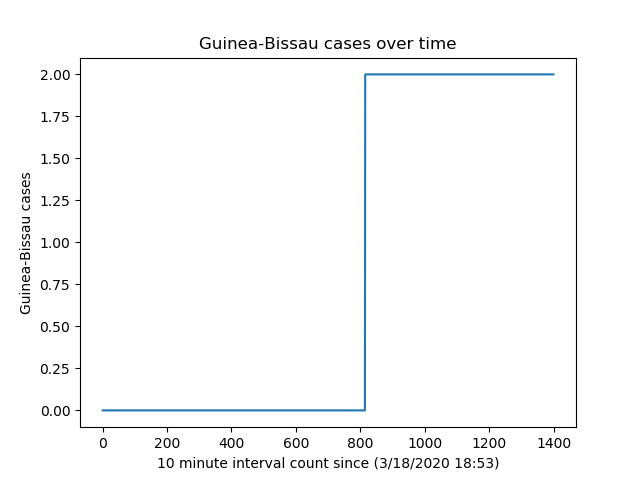 Guinea-Bissau cases over time
2.00
1.75
1.50
1.25
1.00
0.75
0.50
0.25
0.00
Guinea-Bissau cases
0 200 400 600 800 1000 1200 1400
10 minute interval count since (3/18/2020 18:53)